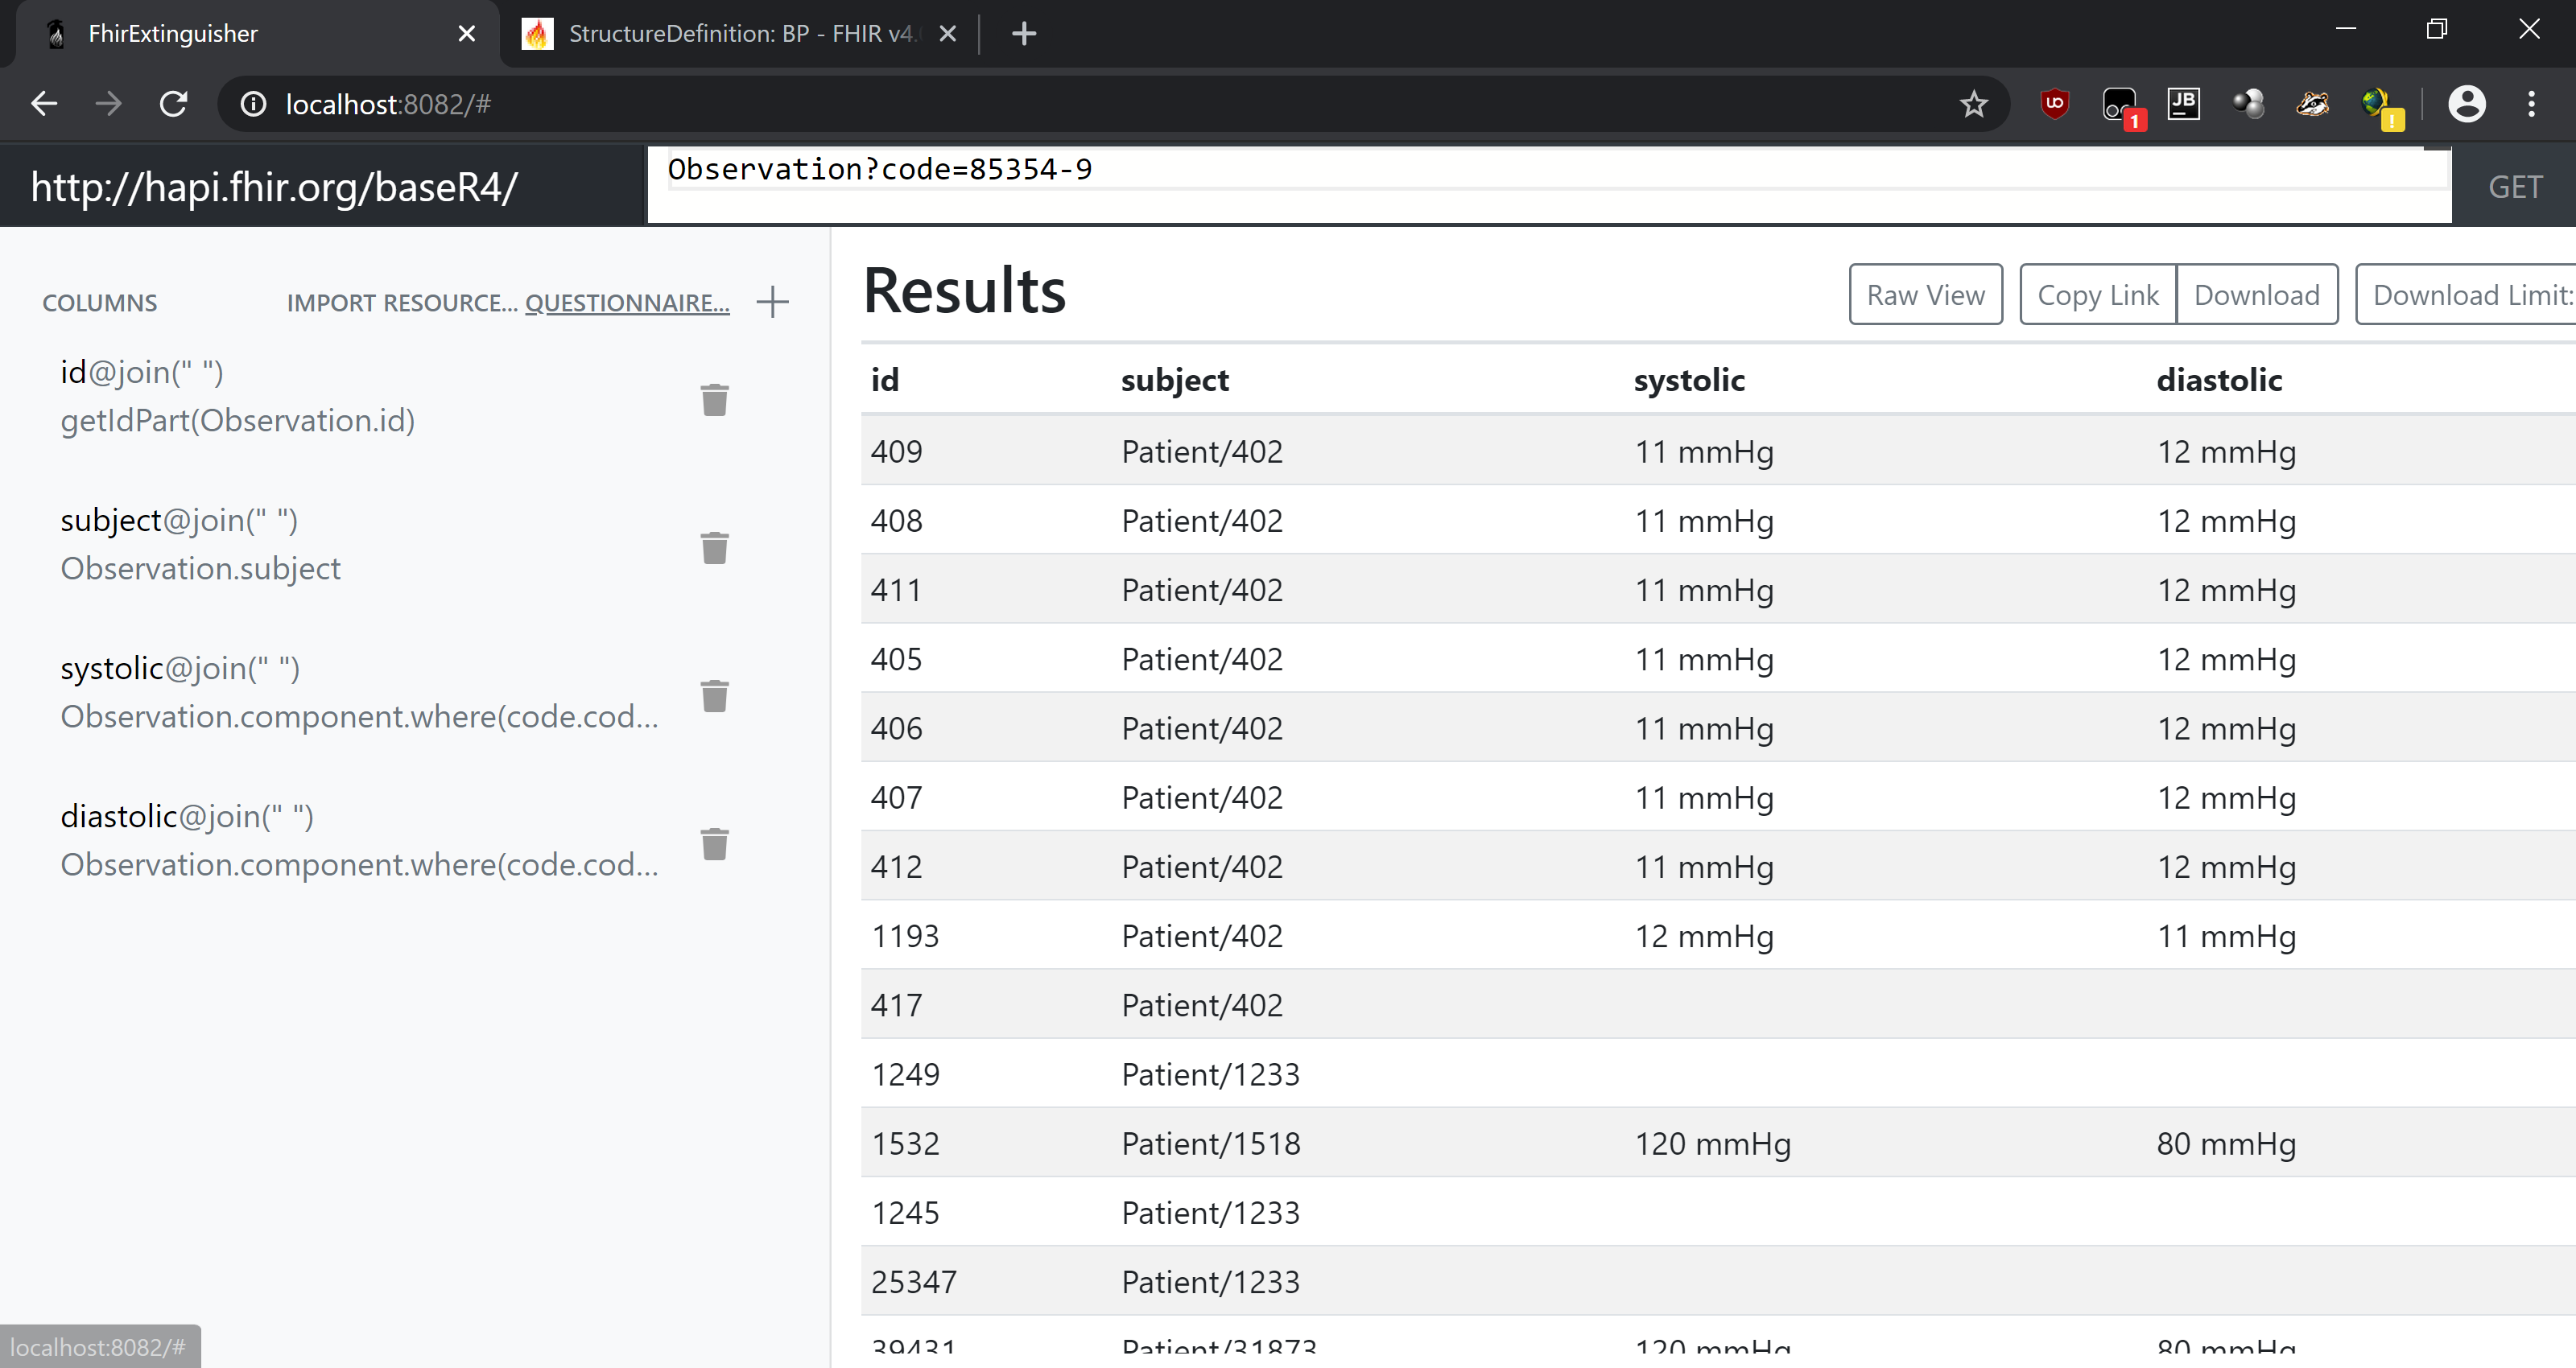 FhirExtinguisher
StructureDefinition: BP - FHIR v4.
localhost:8082/#
1
JB
!
http://hapi.fhir.org/baseR4/
Observation?code=85354-9
GET
COLUMNS IMPORT RESOURCE... QUESTIONNAIRE...
id@join(" ")
getIdPart(Observation.id)
subject@join(" ")
Observation.subject
systolic@join(" ")
Observation.component.where(code.cod...
diastolic@join(" ")
Observation.component.where(code.cod...
Results
Raw View Copy Link Download Download Limit:
id subject systolic diastolic
409 Patient/402 11 mmHg 12 mmHg
408 Patient/402 11 mmHg 12 mmHg
411 Patient/402 11 mmHg 12 mmHg
405 Patient/402 11 mmHg 12 mmHg
406 Patient/402 11 mmHg 12 mmHg
407 Patient/402 11 mmHg 12 mmHg
412 Patient/402 11 mmHg 12 mmHg
1193 Patient/402 12 mmHg 11 mmHg
417 Patient/402
1249 Patient/1233
1532 Patient/1518 120 mmHg 80 mmHg
1245 Patient/1233
25347 Patient/1233
39431 Patient/31873 120 mmHg 80 mmHg
localhost:8082/#